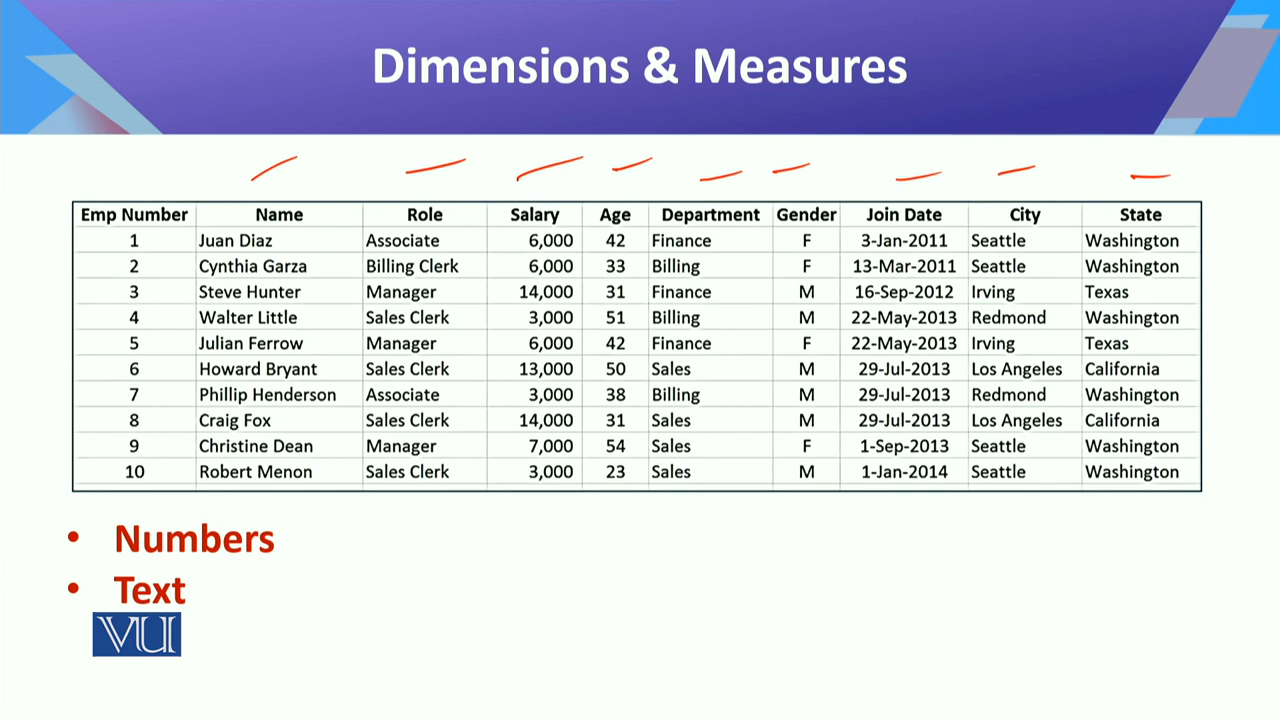 Dimensions & Measures
Emp Number Name Role Salary Age Department Gender Join Date City State
1 Juan Diaz Associate 6,000 42 Finance F 3-Jan-2011 Seattle Washington
2 Cynthia Garza Billing Clerk 6,000 33 Billing F 13-Mar-2011 Seattle Washington
3 Steve Hunter Manager 14,000 31 Finance M 16-Sep-2012 Irving Texas
4 Walter Little Sales Clerk 3,000 51 Billing M 22-May-2013 Redmond Washington
5 Julian Ferrow Manager 6,000 42 Finance F 22-May-2013 Irving Texas
6 Howard Bryant Sales Clerk 13,000 50 Sales M 29-Jul-2013 Los Angeles California
7 Phillip Henderson Associate 3,000 38 Billing M 29-Jul-2013 Redmond Washington
8 Craig Fox Sales Clerk 14,000 31 Sales M 29-Jul-2013 Los Angeles California
9 Christine Dean Manager 7,000 54 Sales F 1-Sep-2013 Seattle Washington
10 Robert Menon Sales Clerk 3,000 23 Sales M 1-Jan-2014 Seattle Washington
• Numbers
• Text
VU